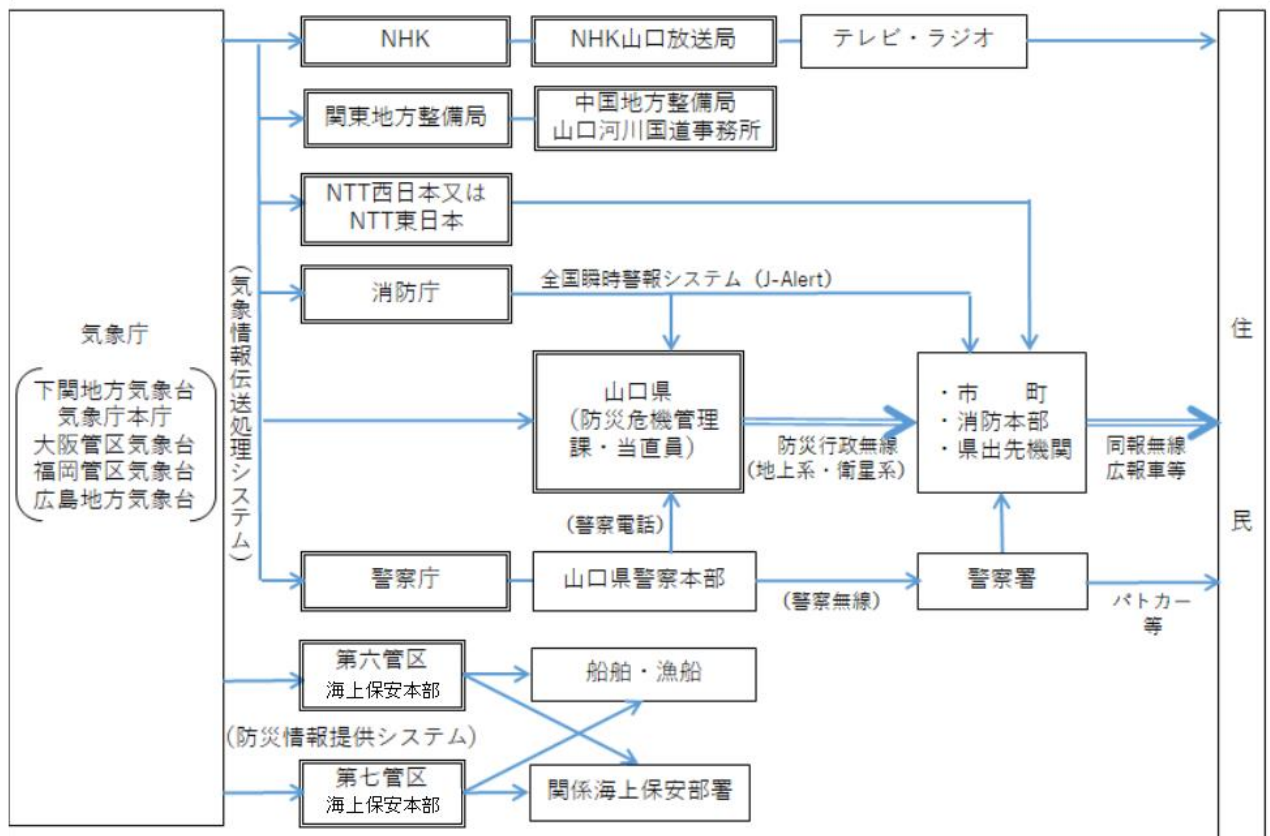 気象庁
下関地方気象台
気象庁本庁
大阪管区気象台
福岡管区気象台
広島地方気象台
(気象情報伝送処理システム)
NHK
NHK山口放送局
テレビ・ラジオ
関東地方整備局
中国地方整備局
山口河川国道事務所
NTT西日本又は
NTT東日本
消防庁
全国瞬時警報システム(J-Alert)
山口県
(防災危機管理
課・当直員)
防災行政無線
(地上系・衛星系)
・市　　町
・消防本部
・県出先機関
同報無線
広報車等
(警察電話)
警察庁
山口県警察本部
(警察無線)
警察署
パトカー
等
第六管区
海上保安本部
船舶・漁船
(防災情報提供システム)
第七管区
海上保安本部
関係海上保安部署
住
民